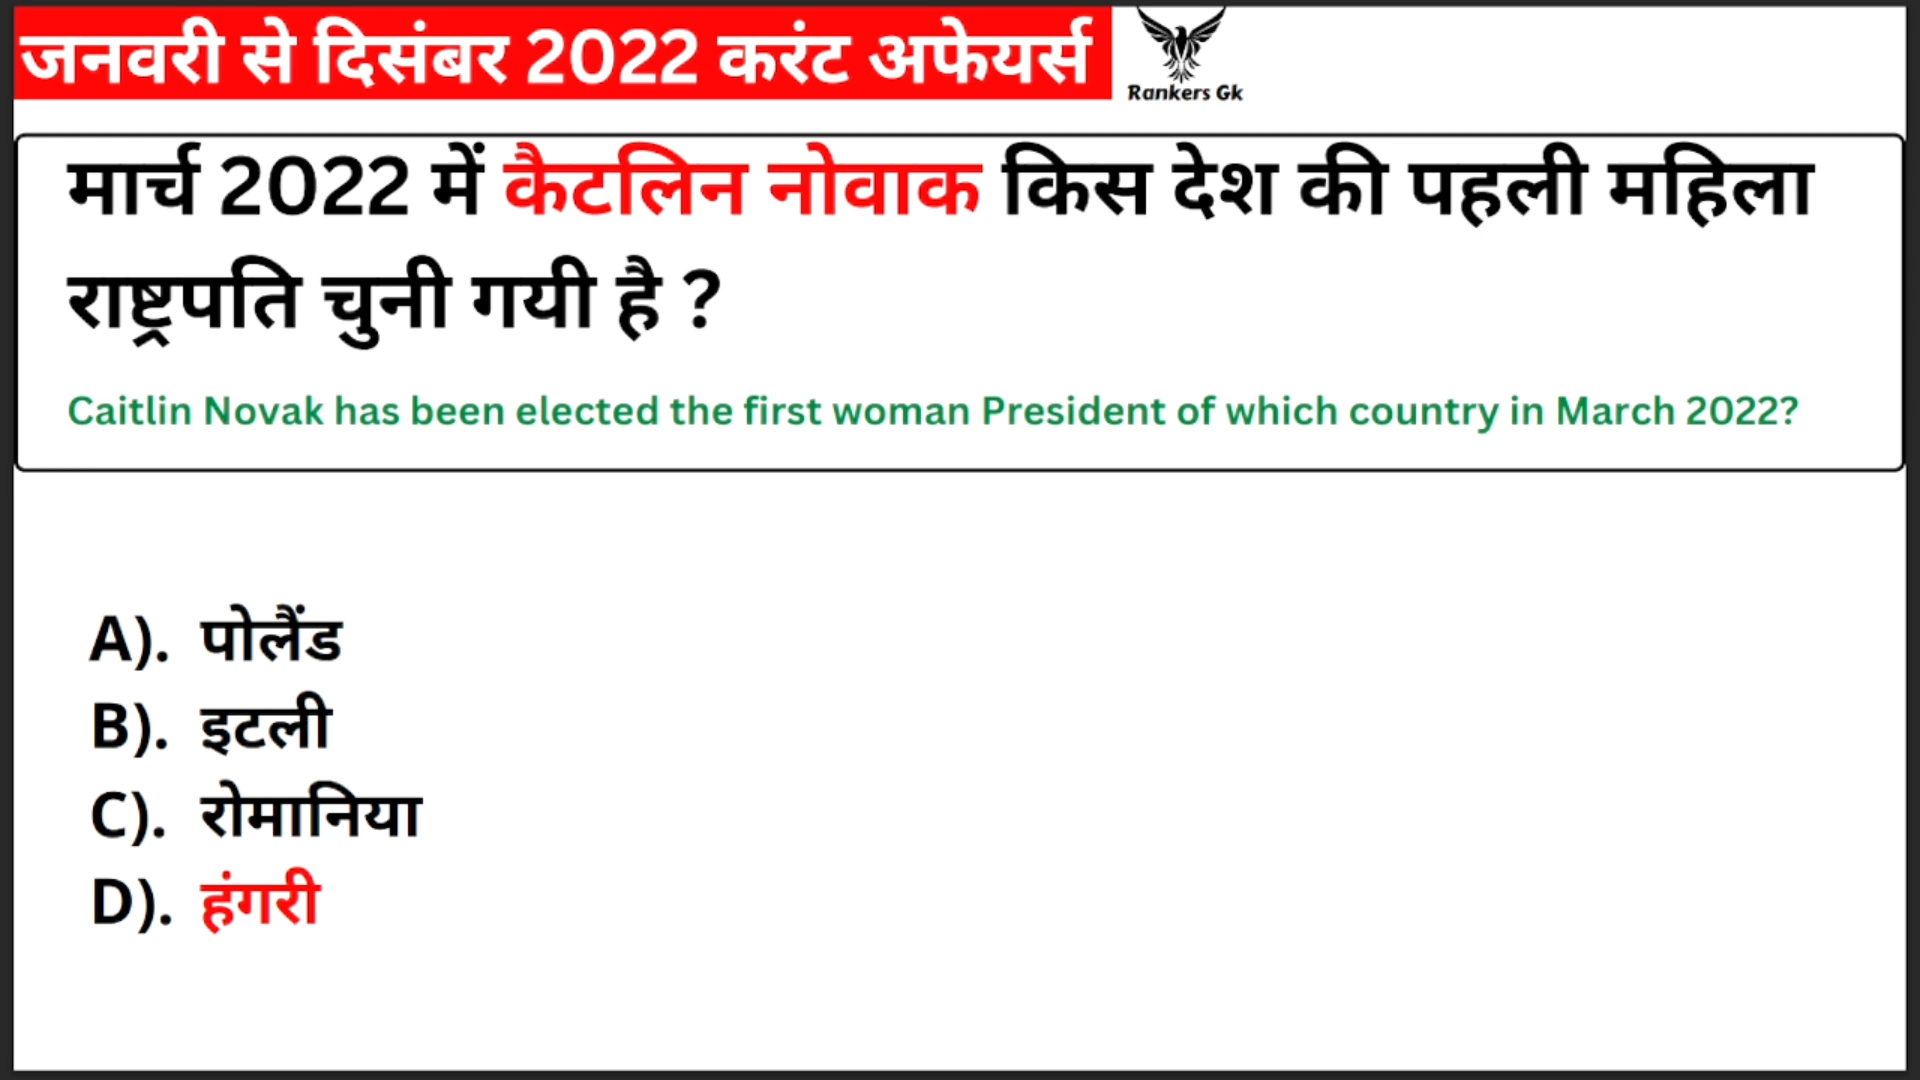 जनवरी से दिसंबर 2022 करंट अफेयर्स
Rankers Gk
मार्च 2022 में कैटलिन नोवाक किस देश की पहली महिला
राष्ट्रपति चुनी गयी है ?
Caitlin Novak has been elected the first woman President of which country in March 2022?
A). पोलैंड
B). इटली
C). रोमानिया
D). हंगरी